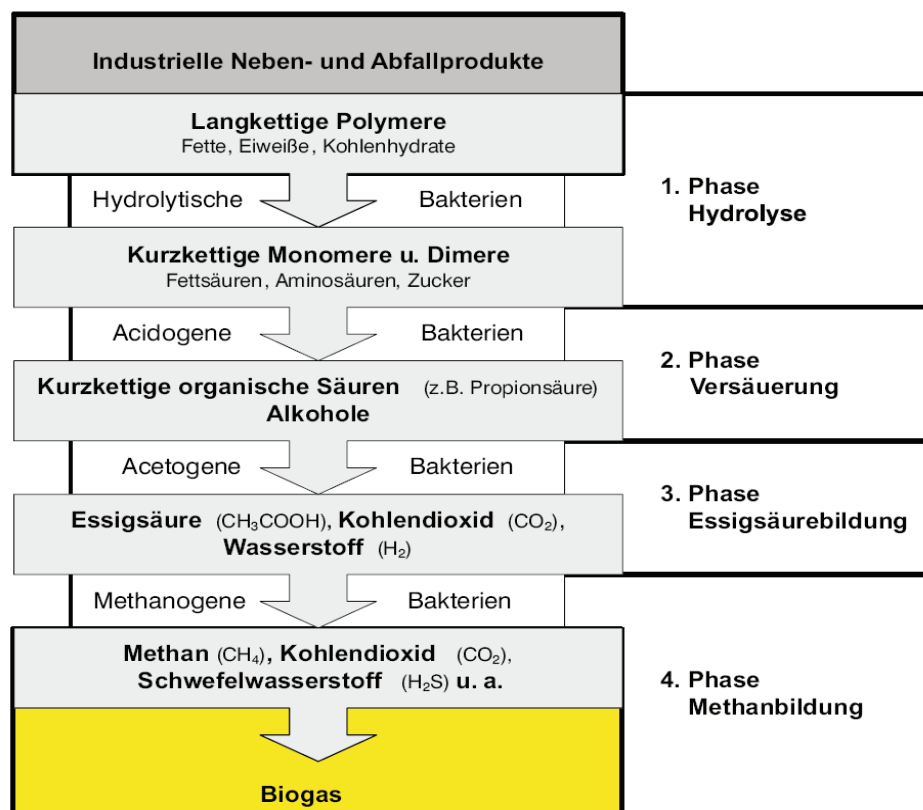 Industrielle Neben- und Abfallprodukte
Langkettige Polymere
Fette, Eiweiße, Kohlenhydrate
Hydrolytische Bakterien
1. Phase
Hydrolyse
Kurzkettige Monomere u. Dimere
Fettsäuren, Aminosäuren, Zucker
Acidogene Bakterien
2. Phase
Versäuerung
Kurzkettige organische Säuren (z.B. Propionsäure)
Alkohole
Acetogene Bakterien
3. Phase
Essigsäurebildung
Essigsäure (CH₃COOH), Kohlendioxid (CO₂),
Wasserstoff (H₂)
Methanogene Bakterien
Methan (CH₄), Kohlendioxid (CO₂),
Schwefelwasserstoff (H₂S) u. a.
4. Phase
Methanbildung
Biogas